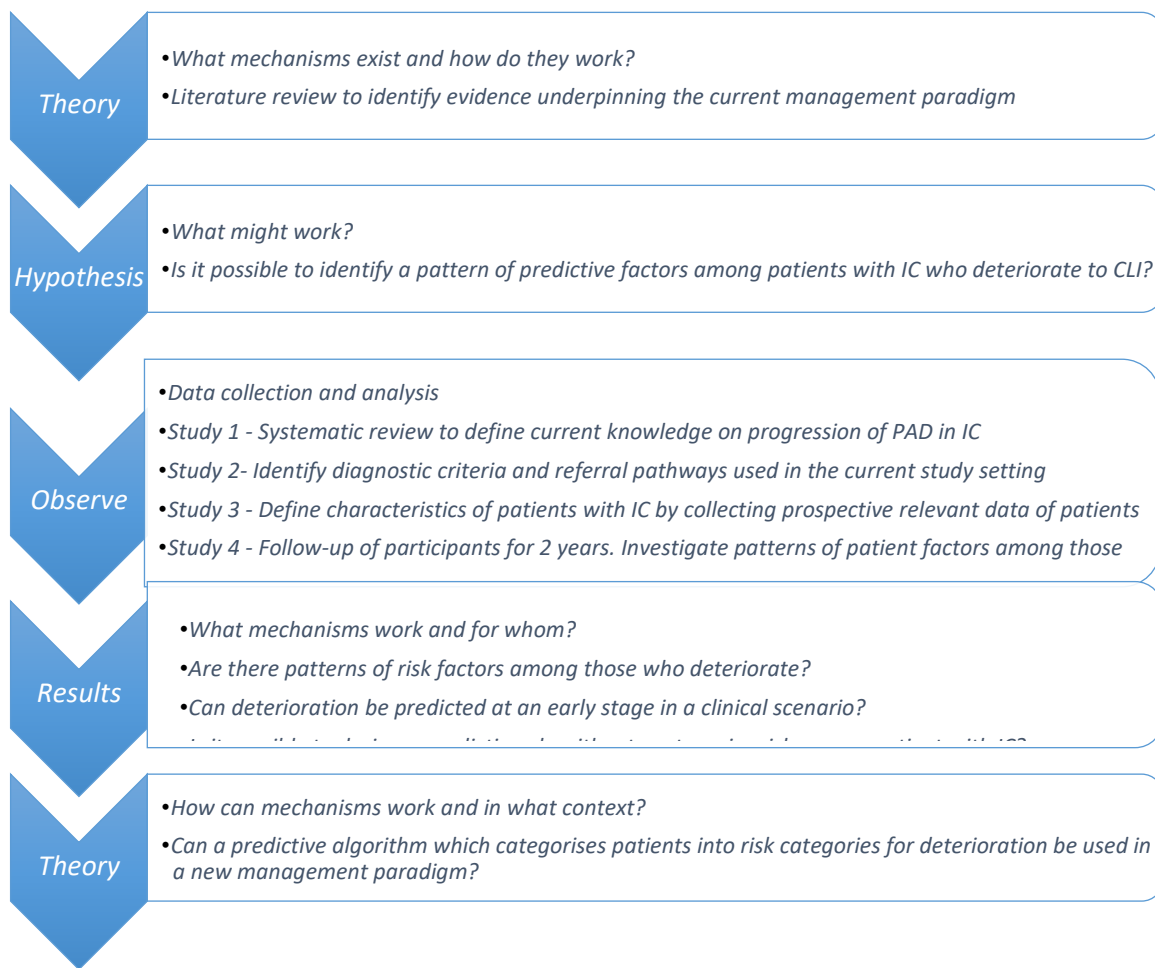 Theory
•What mechanisms exist and how do they work?
•Literature review to identify evidence underpinning the current management paradigm
Hypothesis
•What might work?
•Is it possible to identify a pattern of predictive factors among patients with IC who deteriorate to CLI?
Observe
•Data collection and analysis
•Study 1 - Systematic review to define current knowledge on progression of PAD in IC
•Study 2- Identify diagnostic criteria and referral pathways used in the current study setting
•Study 3 - Define characteristics of patients with IC by collecting prospective relevant data of patients
•Study 4 - Follow-up of participants for 2 years. Investigate patterns of patient factors among those
Results
•What mechanisms work and for whom?
•Are there patterns of risk factors among those who deteriorate?
•Can deterioration be predicted at an early stage in a clinical scenario?
Theory
•How can mechanisms work and in what context?
•Can a predictive algorithm which categorises patients into risk categories for deterioration be used in
a new management paradigm?